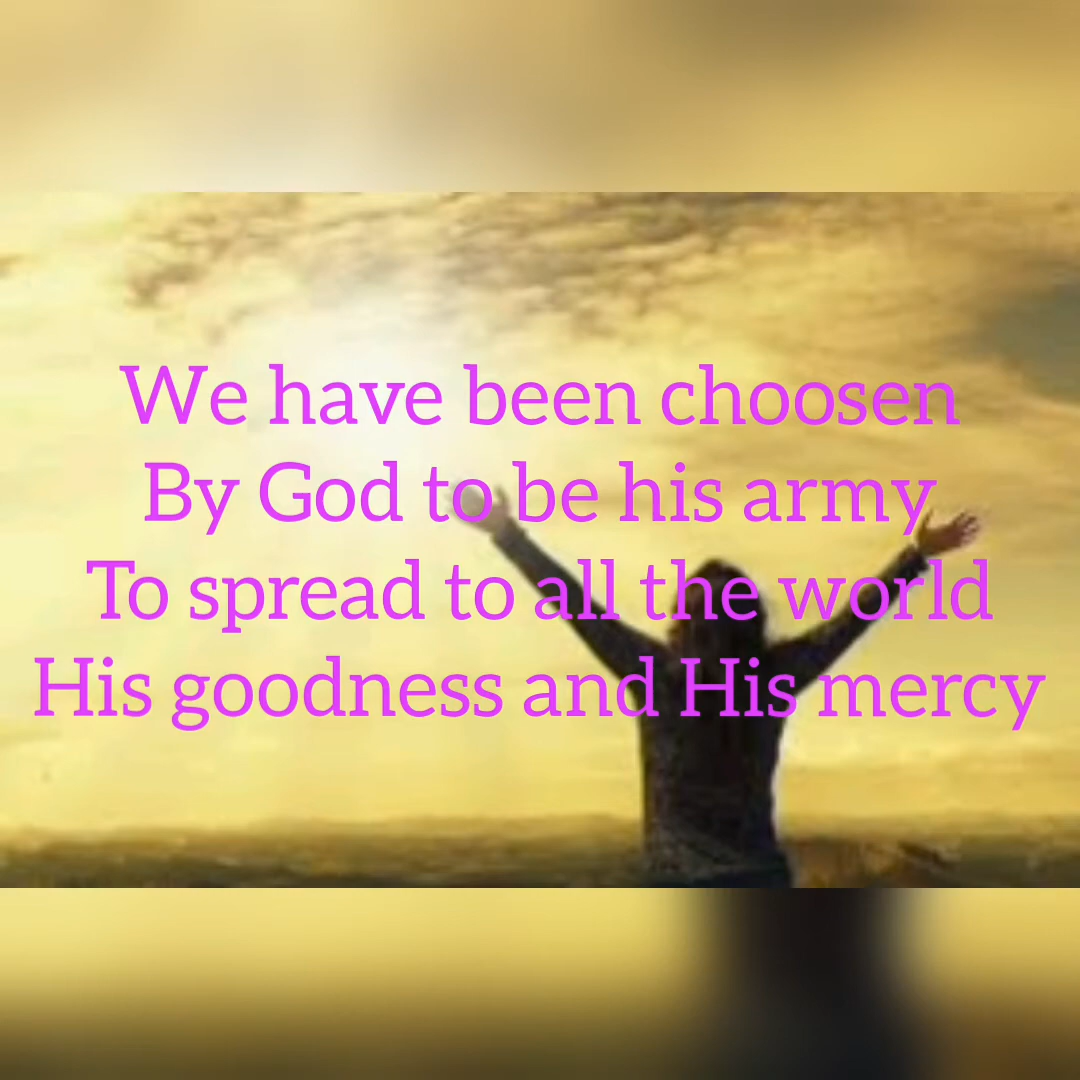 We have been choosen
By God to be his army
To spread to all the world
His goodness and His mercy